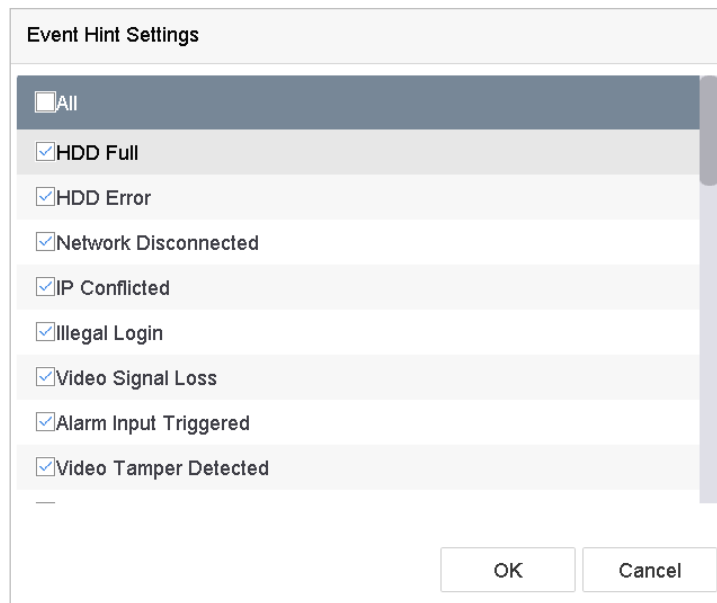 Event Hint Settings
All
HDD Full
HDD Error
Network Disconnected
IP Conflicted
Illegal Login
Video Signal Loss
Alarm Input Triggered
Video Tamper Detected
OK Cancel